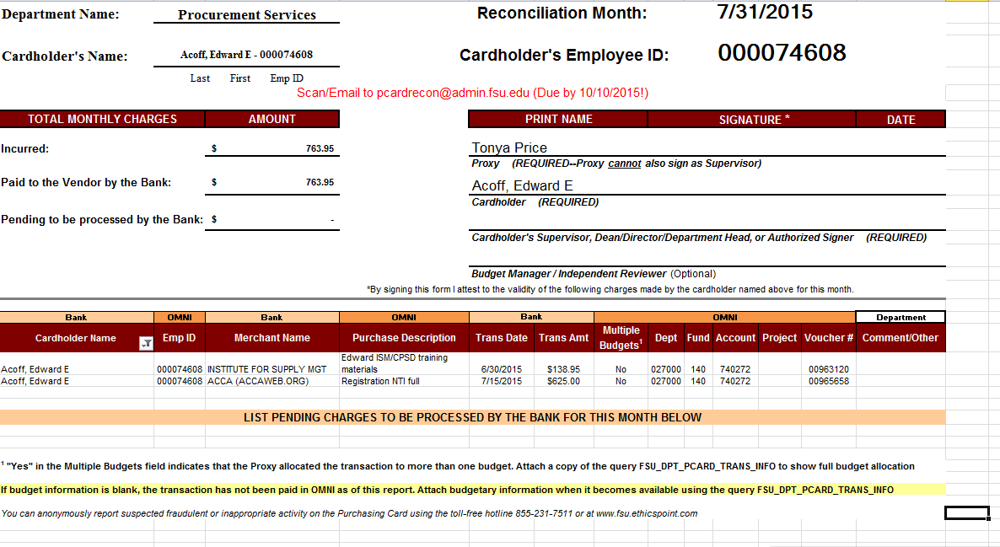 Department Name: Procurement Services Reconciliation Month: 7/31/2015
Cardholder's Name: Acoff, Edward E - 000074608 Cardholder's Employee ID: 000074608
Last First Emp ID
Scan/Email to pcardrecon@admin.fsu.edu (Due by 10/10/2015!)
TOTAL MONTHLY CHARGES AMOUNT PRINT NAME SIGNATURE * DATE
Incurred: $ 763.95 Tonya Price
Proxy (REQUIRED--Proxy cannot also sign as Supervisor)
Paid to the Vendor by the Bank: $ 763.95 Acoff, Edward E
Cardholder (REQUIRED)
Pending to be processed by the Bank: $ -
Cardholder's Supervisor, Dean/Director/Department Head, or Authorized Signer (REQUIRED)
Budget Manager / Independent Reviewer (Optional)
*By signing this form I attest to the validity of the following charges made by the cardholder named above for this month.
Bank OMNI Bank OMNI Bank OMNI Department
Cardholder Name Emp ID Merchant Name Purchase Description Trans Date Trans Amt Multiple Budgets1 Dept Fund Account Project Voucher # Comment/Other
Acoff, Edward E 000074608 INSTITUTE FOR SUPPLY MGT Edward ISM/CPSD training materials 6/30/2015 $138.95 No 027000 140 740272 00963120
Acoff, Edward E 000074608 ACCA (ACCAWEB.ORG) Registration NTI full 7/15/2015 $625.00 No 027000 140 740272 00965658
LIST PENDING CHARGES TO BE PROCESSED BY THE BANK FOR THIS MONTH BELOW
1 "Yes" in the Multiple Budgets field indicates that the Proxy allocated the transaction to more than one budget. Attach a copy of the query FSU_DPT_PCARD_TRANS_INFO to show full budget allocation
If budget information is blank, the transaction has not been paid in OMNI as of this report. Attach budgetary information when it becomes available using the query FSU_DPT_PCARD_TRANS_INFO
You can anonymously report suspected fraudulent or inappropriate activity on the Purchasing Card using the toll-free hotline 855-231-7511 or at www.fsu.ethicspoint.com